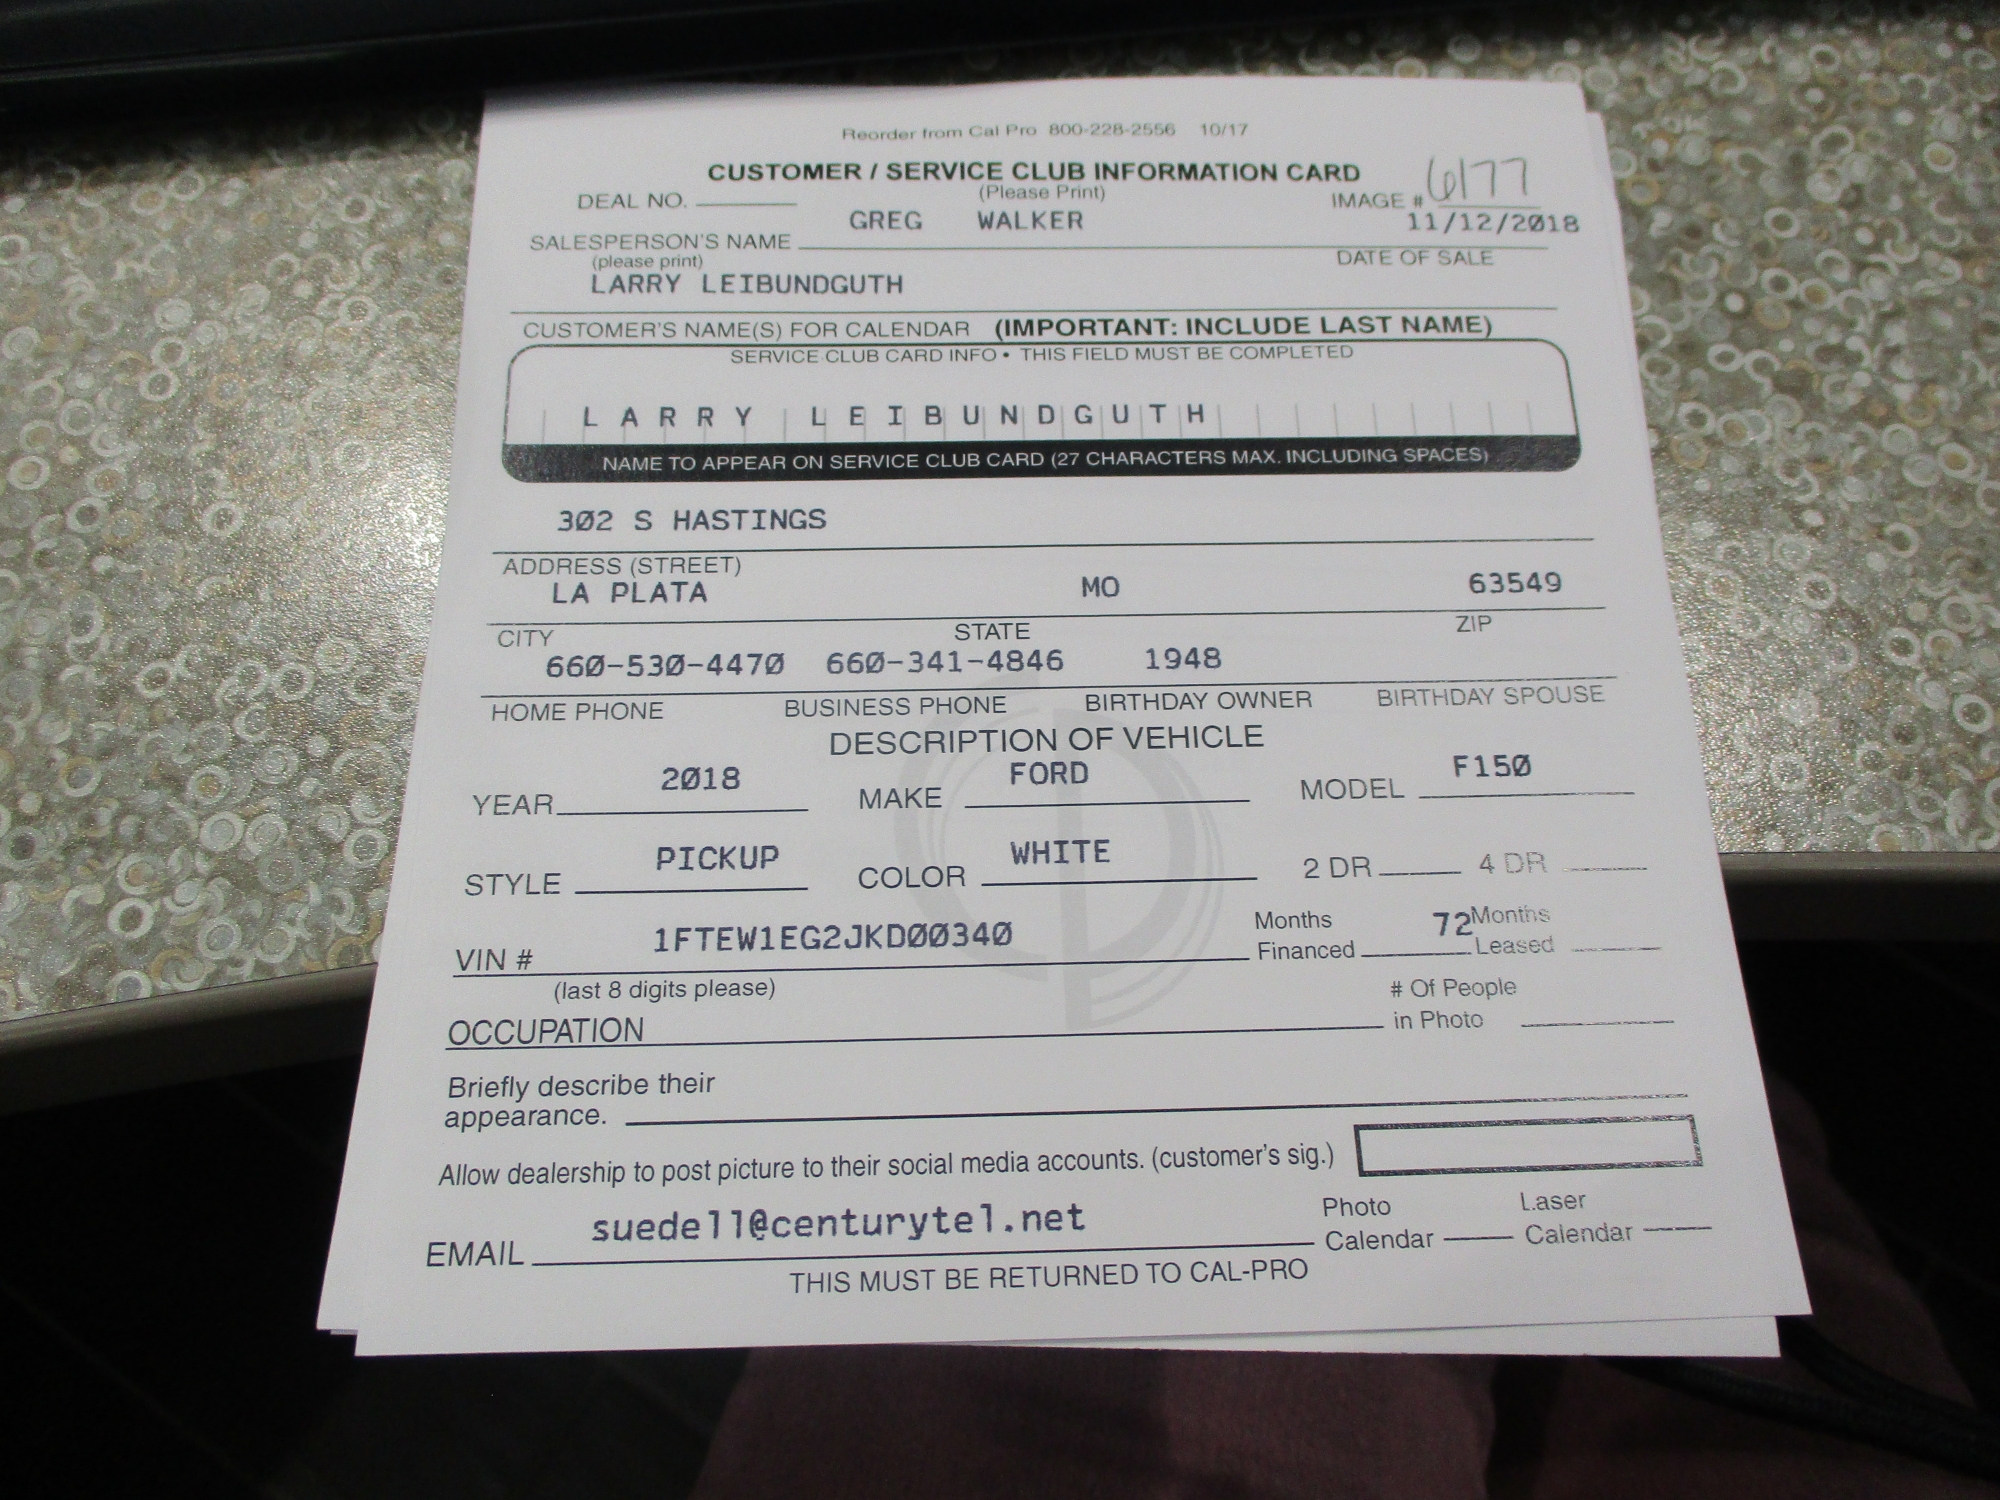 Reorder from Cal Pro 800-228-2556 10/17
CUSTOMER / SERVICE CLUB INFORMATION CARD
(Please Print)
DEAL NO. IMAGE # 6177
GREG WALKER 11/12/2018
SALESPERSON'S NAME DATE OF SALE
(please print)
LARRY LEIBUNDGUTH
CUSTOMER'S NAME(S) FOR CALENDAR (IMPORTANT: INCLUDE LAST NAME)
SERVICE CLUB CARD INFO • THIS FIELD MUST BE COMPLETED
LARRY LEIBUNDGUTH
NAME TO APPEAR ON SERVICE CLUB CARD (27 CHARACTERS MAX. INCLUDING SPACES)
302 S HASTINGS
ADDRESS (STREET)
LA PLATA MO 63549
CITY STATE ZIP
660-530-4470 660-341-4846 1948
HOME PHONE BUSINESS PHONE BIRTHDAY OWNER BIRTHDAY SPOUSE
DESCRIPTION OF VEHICLE
YEAR 2018 MAKE FORD MODEL F150
STYLE PICKUP COLOR WHITE 2 DR 4 DR
VIN # 1FTEW1EG2JKD00340 Months Financed 72 Months Leased
(last 8 digits please)
OCCUPATION # Of People in Photo
Briefly describe their
appearance.
Allow dealership to post picture to their social media accounts. (customer's sig.)
EMAIL suedell@centurytel.net Photo Calendar Laser Calendar
THIS MUST BE RETURNED TO CAL-PRO